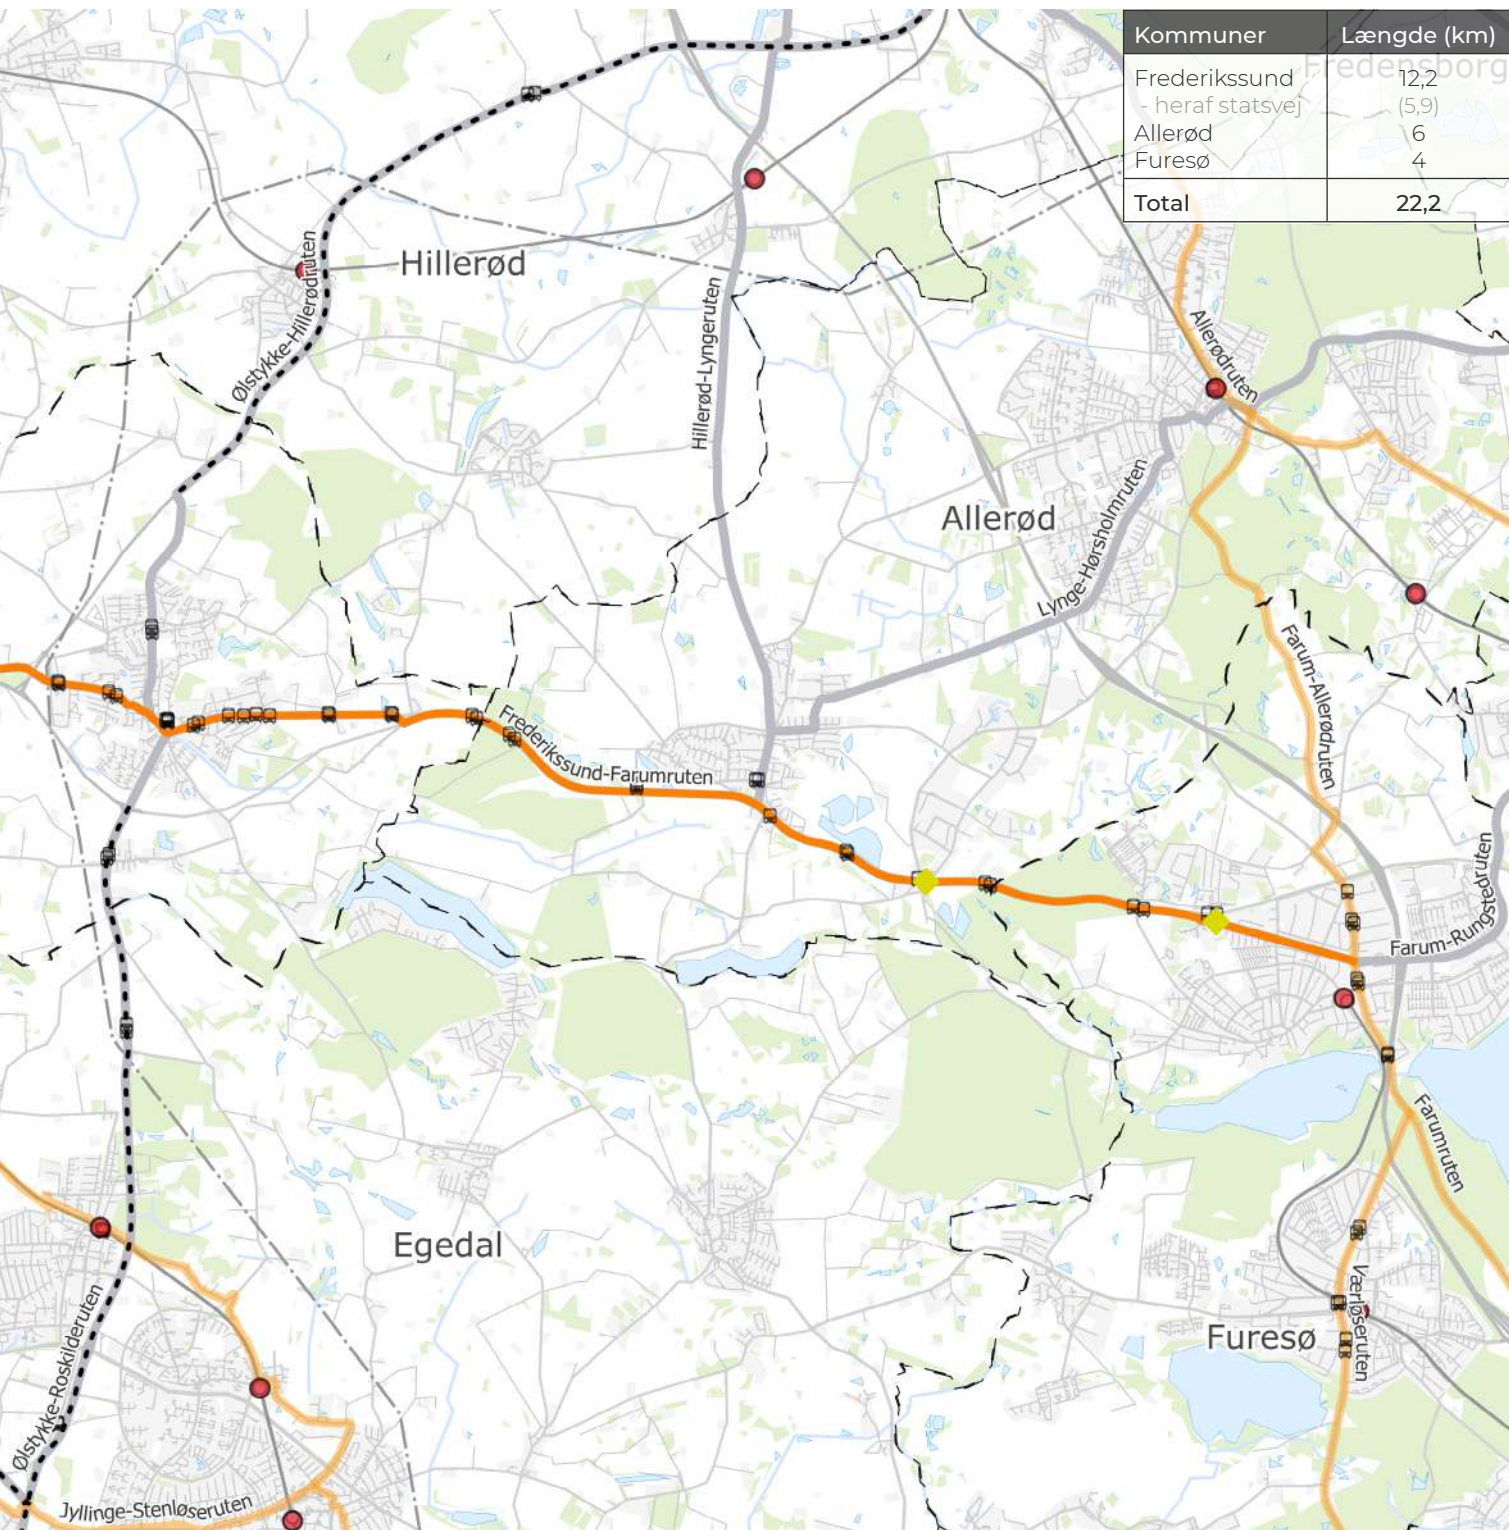 Kommuner Længde (km)
Fredensborg
Frederikssund 12,2
- heraf statsvej (5,9)
Allerød 6
Furesø 4
Total 22,2
Hillerød
Ølstykke-Hillerødruten
Hillerød-Lyngeruten
Allerødruten
Allerød
Lynge-Hørsholmruten
Farum-Allerødruten
Frederikssund-Farumruten
Farum-Rungstedruten
Farumruten
Egedal
Værløseruten
Furesø
Ølstykke-Roskilderuten
Jyllinge-Stenløseruten